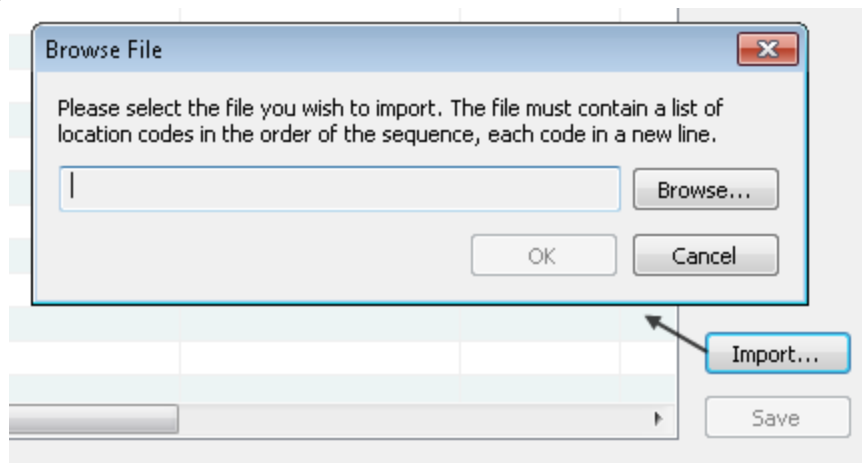 Browse File
Please select the file you wish to import. The file must contain a list of
location codes in the order of the sequence, each code in a new line.
Browse...
OK
Cancel
Import...
Save